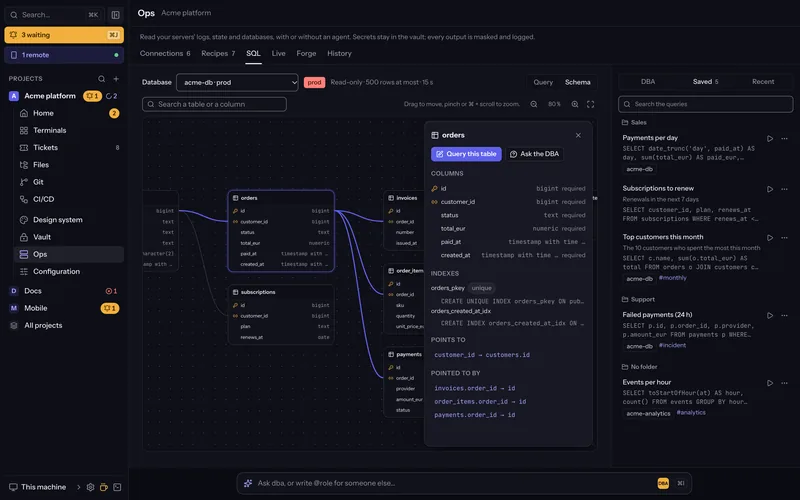 Search...
⌘K
3 waiting
⌘J
1 remote
PROJECTS
Acme platform
1
2
Home
2
Terminals
Tickets
8
Files
Git
CI/CD
Design system
Vault
Ops
Configuration
Docs
1
Mobile
1
All projects
This machine
Ops
Acme platform
Read your servers' logs, state and databases, with or without an agent. Secrets stay in the vault; every output is masked and logged.
Connections 6
Recipes 7
SQL
Live
Forge
History
Database
acme-db-prod
prod
Read-only · 500 rows at most · 15 s
Query
Schema
Search a table or a column
Drag to move, pinch or ⌘ + scroll to zoom.
80 %
bigint
text
text
text
character(2)
orders
id bigint
customer_id bigint
status text
total_eur numeric
paid_at timestamp with …
created_at timestamp with …
subscriptions
id bigint
customer_id bigint
plan text
renews_at date
invoices
id
order_id
number
issued_at
order_item
id
order_id
sku
quantity
payments
id
order_id
provider
amount_eur
status
orders
Query this table
Ask the DBA
COLUMNS
id bigint required
customer_id bigint required
status text required
total_eur numeric required
paid_at timestamp with time …
created_at timestamp with time … required
INDEXES
orders_pkey unique
CREATE UNIQUE INDEX orders_pkey ON pub…
orders_created_at_idx
CREATE INDEX orders_created_at_idx ON …
POINTS TO
customer_id → customers.id
POINTED TO BY
invoices.order_id → id
order_items.order_id → id
payments.order_id → id
DBA
Saved 5
Recent
Search the queries
Sales
Payments per day
SELECT date_trunc('day', paid_at) AS
day, sum(total_eur) AS paid_eur,…
acme-db
Subscriptions to renew
Renewals in the next 7 days
SELECT customer_id, plan, renews_at
FROM subscriptions WHERE renews_at <…
Top customers this month
The 10 customers who spent the most this month
SELECT c.name, sum(o.total_eur) AS
total FROM orders o JOIN customers c…
acme-db
#monthly
Support
Failed payments (24 h)
SELECT p.id, p.order_id, p.provider,
p.amount_eur FROM payments p WHERE…
acme-db
#incident
No folder
Events per hour
SELECT toStartOfHour(at) AS hour,
count() FROM events GROUP BY hour…
acme-analytics
#analytics
Ask dba, or write @role for someone else...
DBA
⌘I